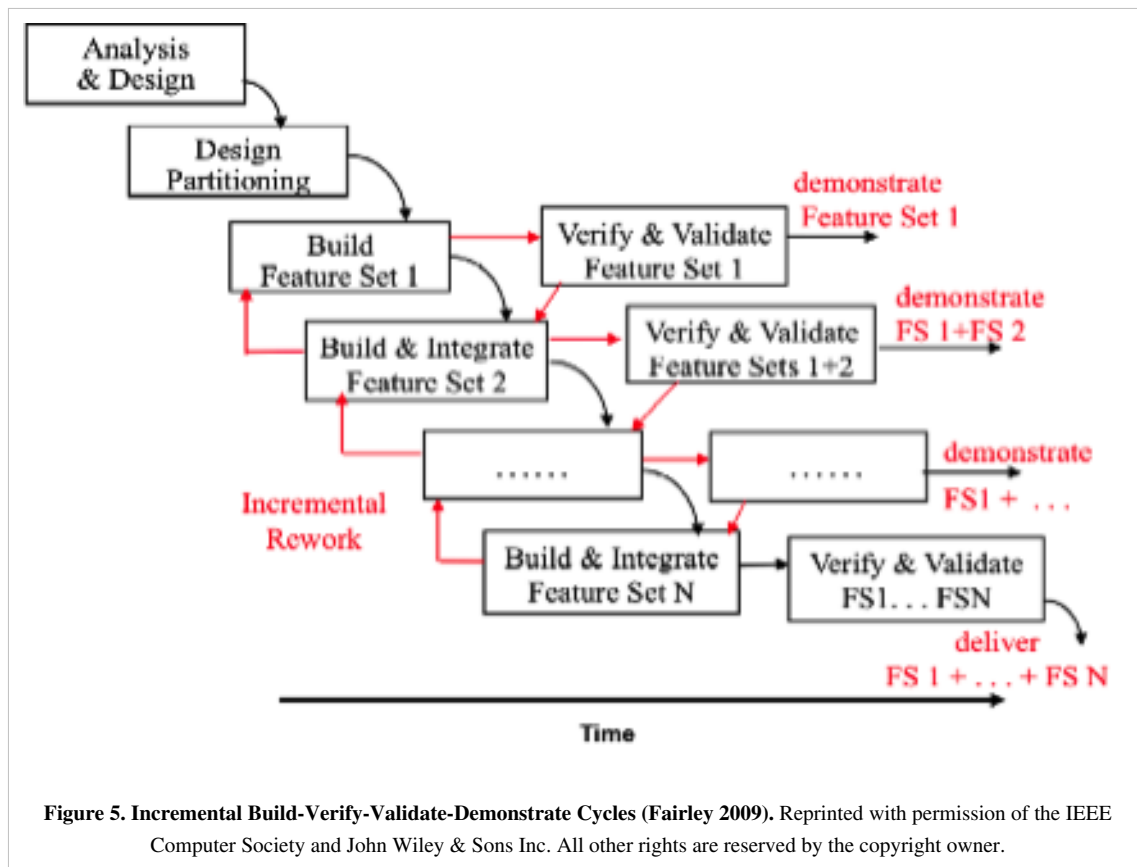 Analysis
& Design
Design
Partitioning
demonstrate
Feature Set 1
Build
Feature Set 1
Verify & Validate
Feature Set 1
demonstrate
FS 1+FS 2
Build & Integrate
Feature Set 2
Verify & Validate
Feature Sets 1+2
......
......
demonstrate
FS1 + ...
Incremental
Rework
Build & Integrate
Feature Set N
Verify & Validate
FS1... FSN
deliver
FS 1 + ... + FS N
Time
Figure 5. Incremental Build-Verify-Validate-Demonstrate Cycles (Fairley 2009). Reprinted with permission of the IEEE
Computer Society and John Wiley & Sons Inc. All other rights are reserved by the copyright owner.